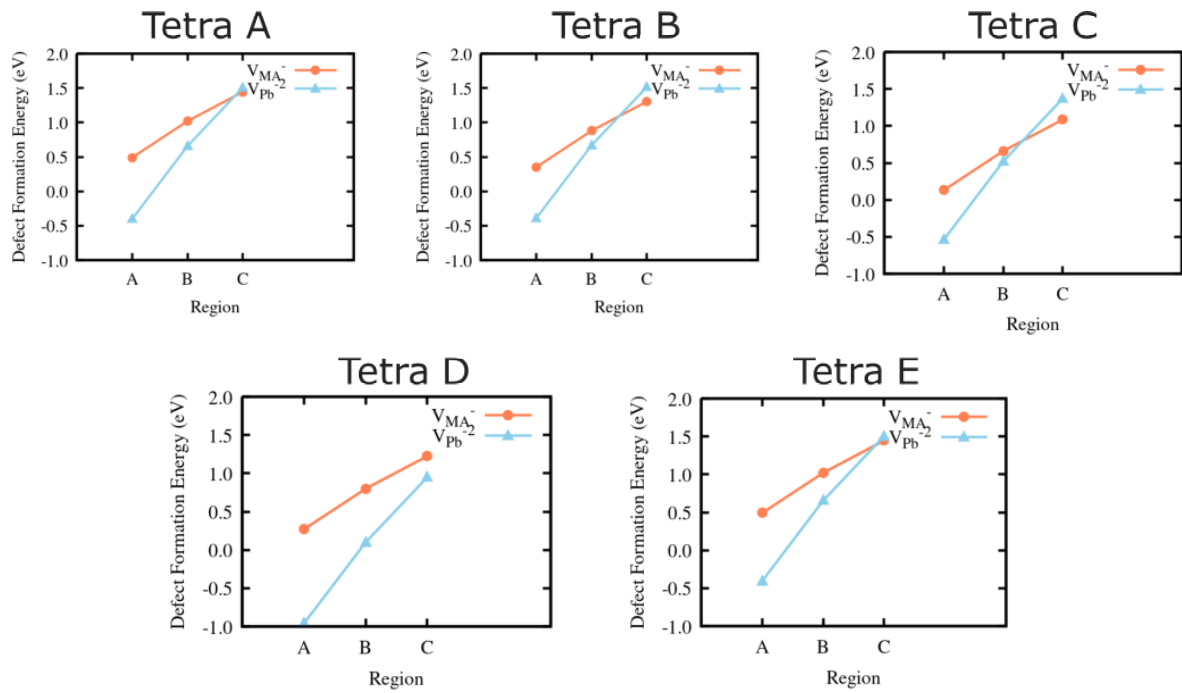 Tetra A
Defect Formation Energy (eV)
2.0
1.5
1.0
0.5
0.0
-0.5
-1.0
V_MA^-
V_Pb^-2
A B C
Region
Tetra B
Defect Formation Energy (eV)
2.0
1.5
1.0
0.5
0.0
-0.5
-1.0
V_MA^-
V_Pb^-2
A B C
Region
Tetra C
Defect Formation Energy (eV)
2.0
1.5
1.0
0.5
0.0
-0.5
-1.0
V_MA^-
V_Pb^-2
A B C
Region
Tetra D
Defect Formation Energy (eV)
2.0
1.5
1.0
0.5
0.0
-0.5
-1.0
V_MA^-
V_Pb^-2
A B C
Region
Tetra E
Defect Formation Energy (eV)
2.0
1.5
1.0
0.5
0.0
-0.5
-1.0
V_MA^-
V_Pb^-2
A B C
Region